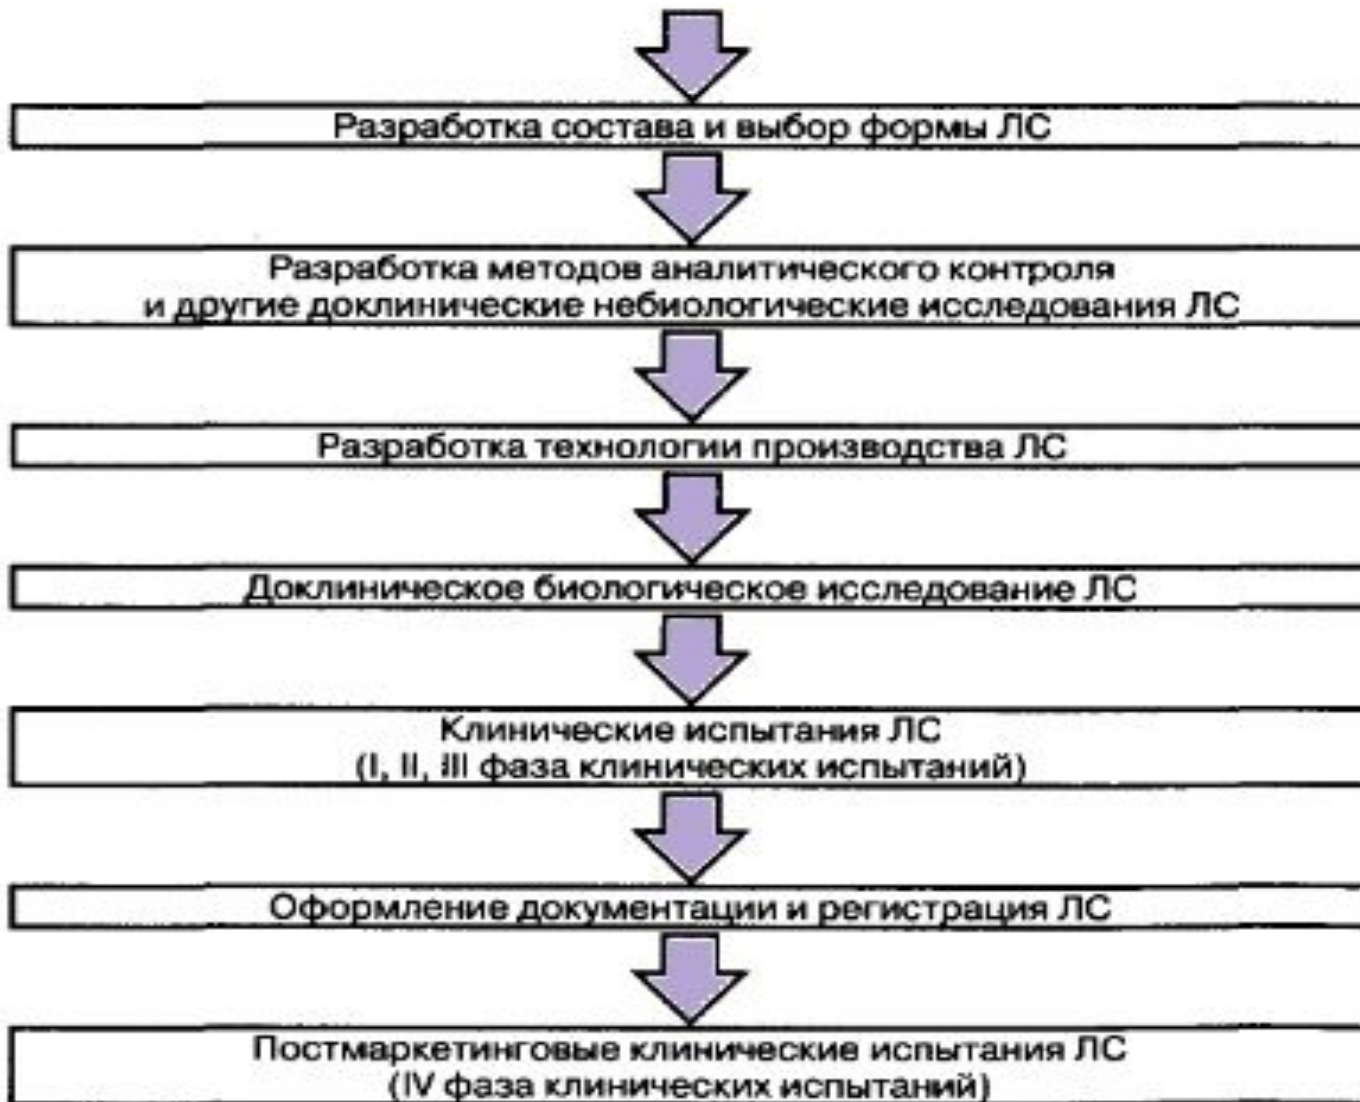 Разработка состава и выбор формы ЛС
Разработка методов аналитического контроля
и другие доклинические небиологические исследования ЛС
Разработка технологии производства ЛС
Доклиническое биологическое исследование ЛС
Клинические испытания ЛС
(I, II, III фаза клинических испытаний)
Оформление документации и регистрация ЛС
Постмаркетинговые клинические испытания ЛС
(IV фаза клинических испытаний)